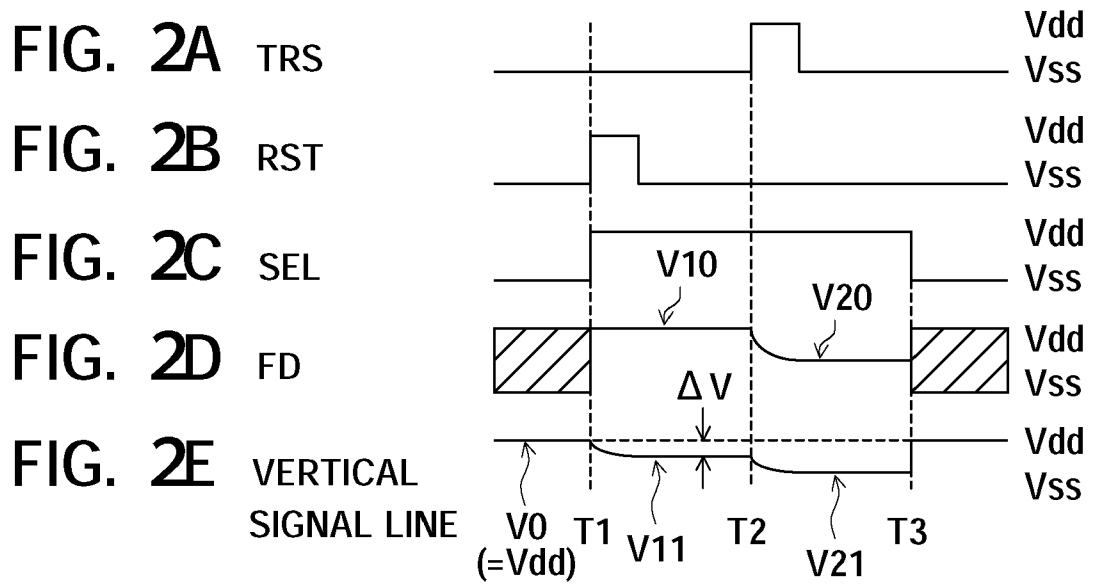 FIG. 2A TRS Vdd
Vss
FIG. 2B RST Vdd
Vss
FIG. 2C SEL Vdd
Vss
V10
V20
FIG. 2D FD Vdd
Vss
ΔV
FIG. 2E VERTICAL SIGNAL LINE Vdd
Vss
V0 (=Vdd)
T1
V11
T2
V21
T3